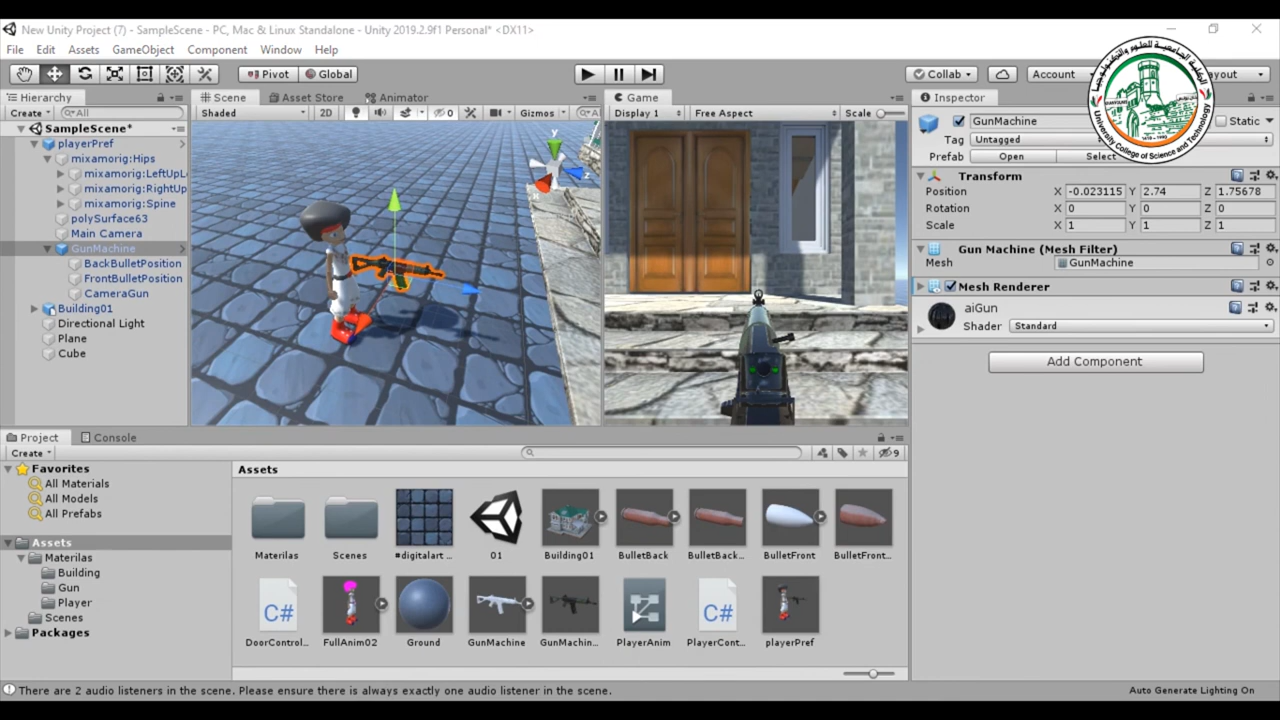 New Unity Project (7) - SampleScene - PC, Mac & Linux Standalone - Unity 2019.2.9f1 Personal* <DX11>
File Edit Assets GameObject Component Window Help
Pivot Global Collab Account
Hierarchy Scene Asset Store Animator Game Inspector
Create All Shaded 2D 0 Gizmos Display 1 Free Aspect Scale
SampleScene*
playerPref
mixamorig:Hips
mixamorig:LeftUpL
mixamorig:RightUp
mixamorig:Spine
polySurface63
Main Camera
GunMachine
BackBulletPosition
FrontBulletPosition
CameraGun
Building01
Directional Light
Plane
Cube
y
x
GunMachine Static
Tag Untagged
Prefab Open Select
Transform
Position X -0.023115 Y 2.74 Z 1.75678
Rotation X 0 Y 0 Z 0
Scale X 1 Y 1 Z 1
Gun Machine (Mesh Filter)
Mesh GunMachine
Mesh Renderer
aiGun
Shader Standard
Add Component
University College of Science and Technology
Project Console
Create 9
Favorites
All Materials
All Models
All Prefabs
Assets
Materilas
Building
Gun
Player
Scenes
Packages
Assets
Materilas Scenes #digitalart ... 01 Building01 BulletBack BulletBack... BulletFront BulletFront...
DoorControl... FullAnim02 Ground GunMachine GunMachin... PlayerAnim PlayerCont... playerPref
There are 2 audio listeners in the scene. Please ensure there is always exactly one audio listener in the scene.
Auto Generate Lighting On